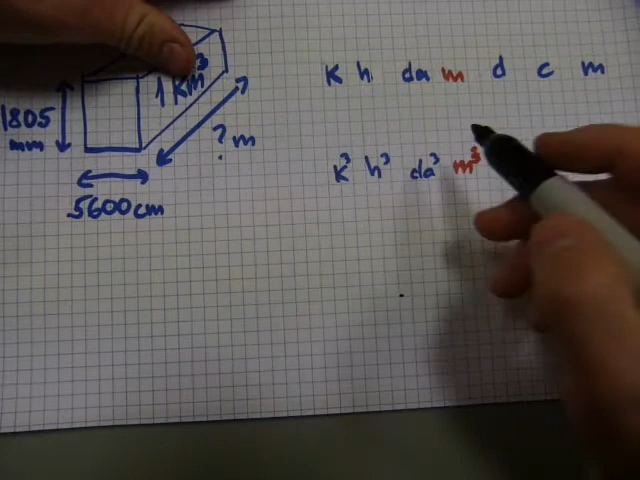 1 km³
1805
mm
? m
5600 cm
k h da m d c m
k³ h³ da³ m³